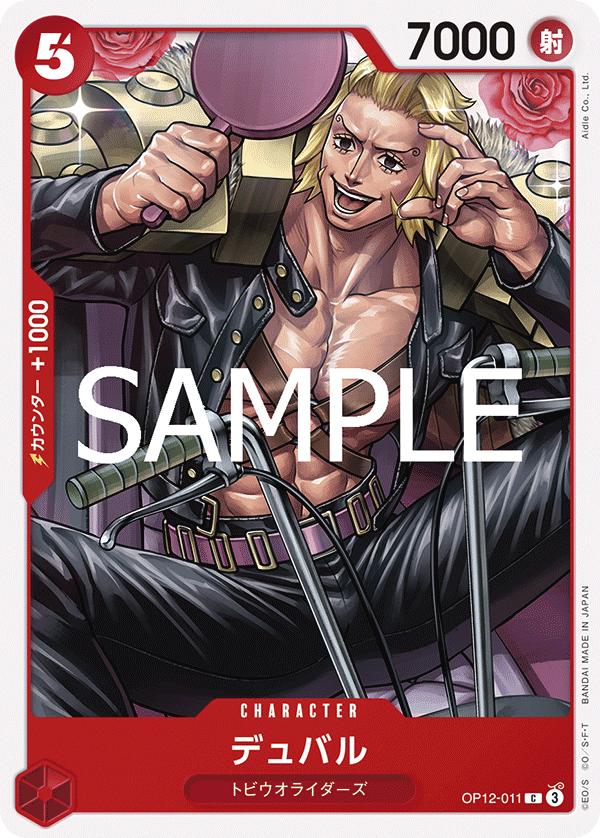 5
7000
射
Aidle Co., Ltd.
カウンター +1000
SAMPLE
BANDAI MADE IN JAPAN
©EO/S ©O/S・F・T
CHARACTER
デュバル
トビウオライダーズ
OP12-011 C 3